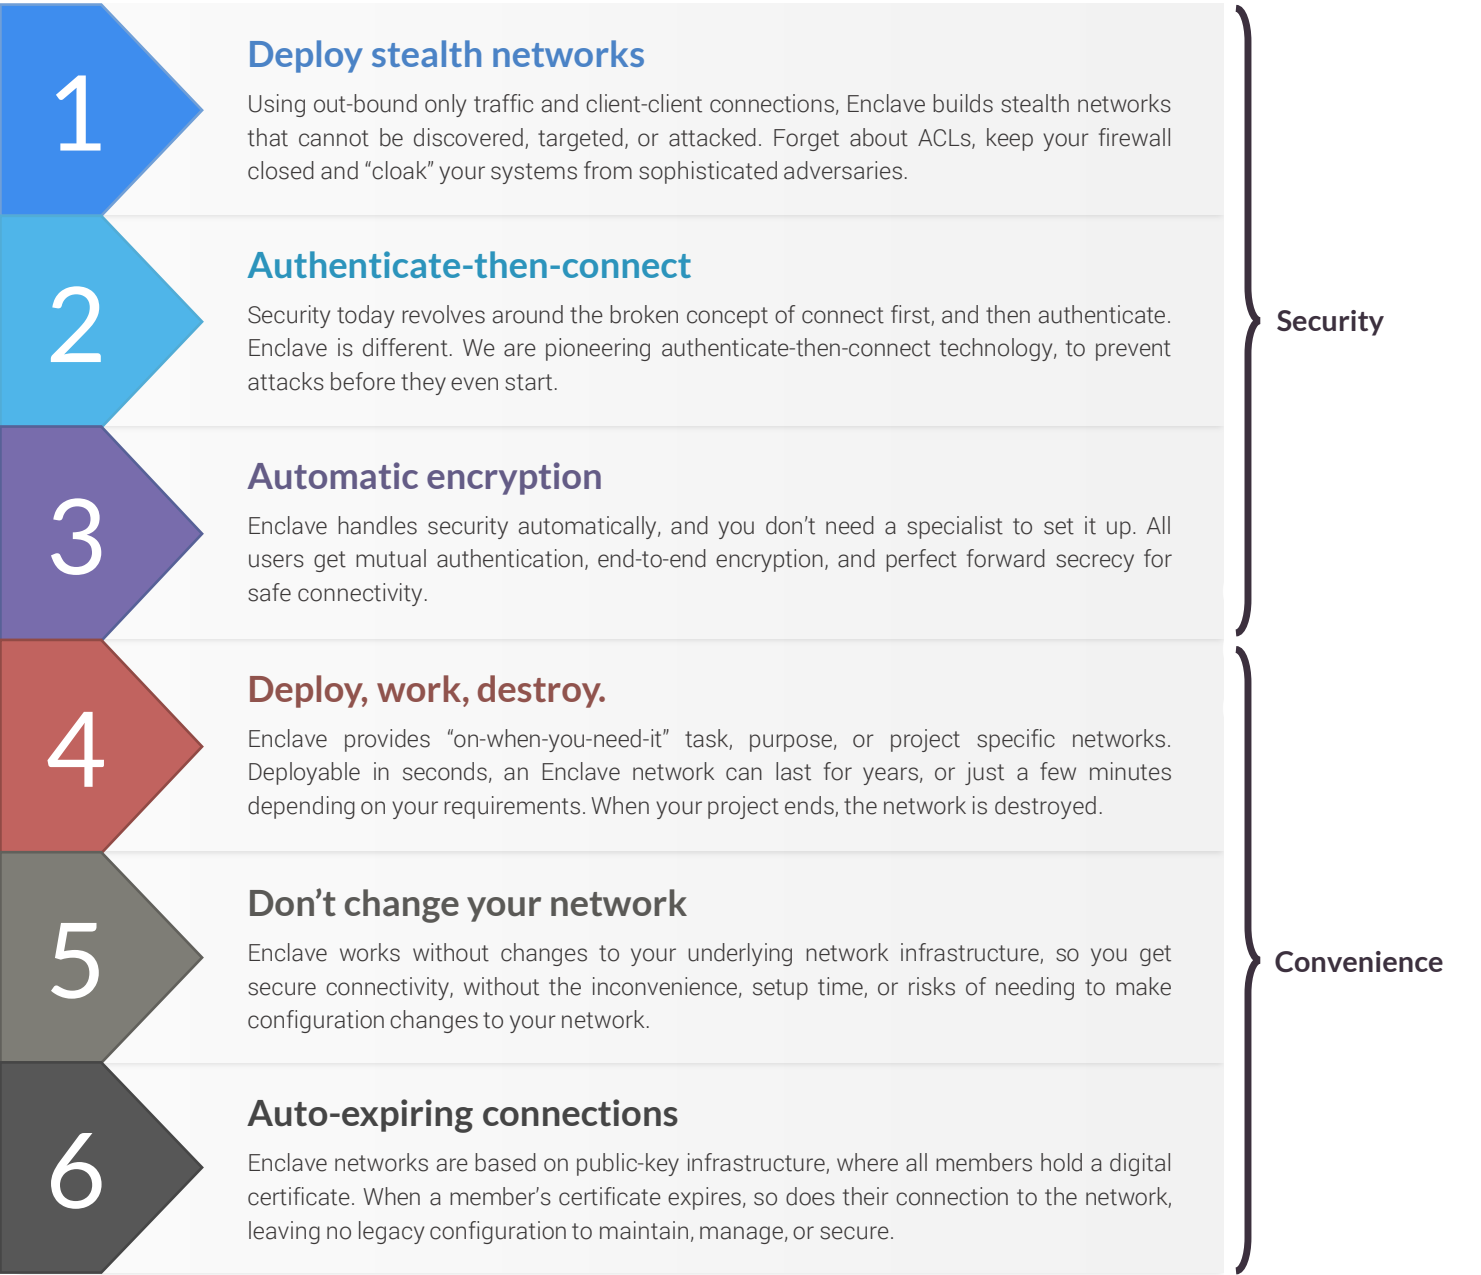 1
Deploy stealth networks
Using out-bound only traffic and client-client connections, Enclave builds stealth networks
that cannot be discovered, targeted, or attacked. Forget about ACLs, keep your firewall
closed and “cloak” your systems from sophisticated adversaries.
2
Authenticate-then-connect
Security today revolves around the broken concept of connect first, and then authenticate.
Enclave is different. We are pioneering authenticate-then-connect technology, to prevent
attacks before they even start.
Security
3
Automatic encryption
Enclave handles security automatically, and you don’t need a specialist to set it up. All
users get mutual authentication, end-to-end encryption, and perfect forward secrecy for
safe connectivity.
4
Deploy, work, destroy.
Enclave provides “on-when-you-need-it” task, purpose, or project specific networks.
Deployable in seconds, an Enclave network can last for years, or just a few minutes
depending on your requirements. When your project ends, the network is destroyed.
5
Don’t change your network
Enclave works without changes to your underlying network infrastructure, so you get
secure connectivity, without the inconvenience, setup time, or risks of needing to make
configuration changes to your network.
Convenience
6
Auto-expiring connections
Enclave networks are based on public-key infrastructure, where all members hold a digital
certificate. When a member’s certificate expires, so does their connection to the network,
leaving no legacy configuration to maintain, manage, or secure.